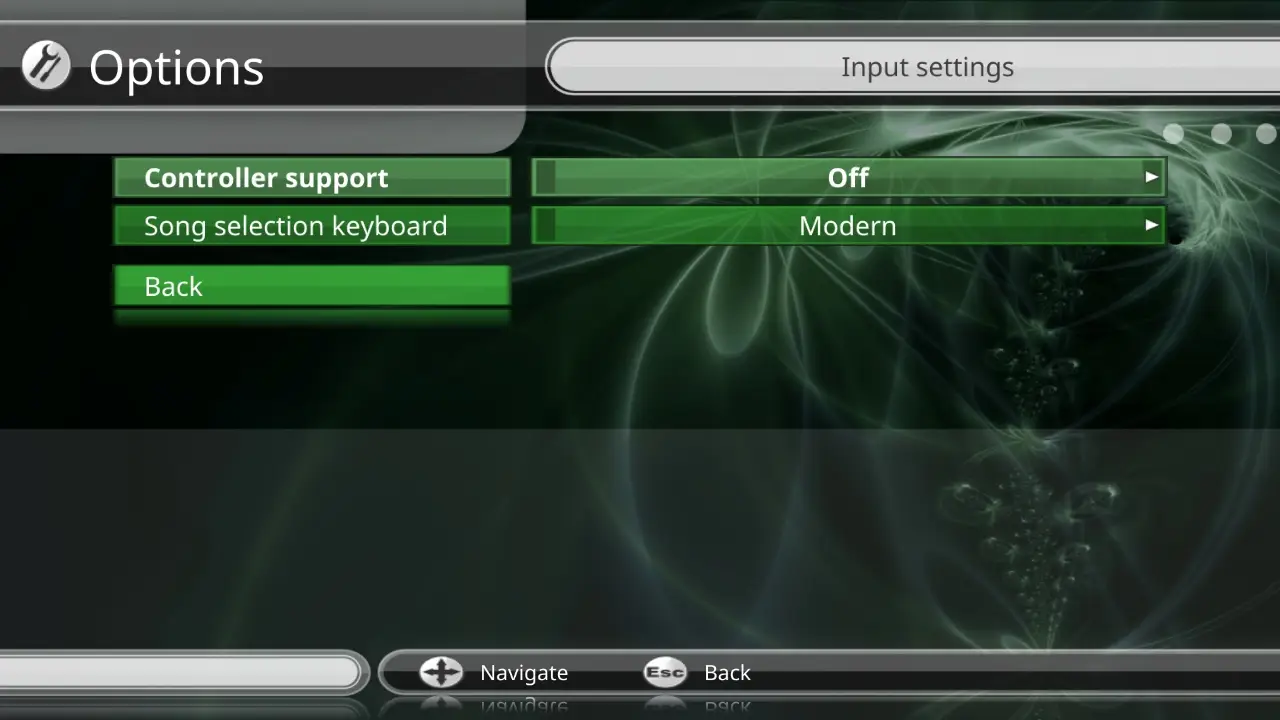 Options
Input settings
Controller support
Off
Song selection keyboard
Modern
Back
Navigate
Esc
Back